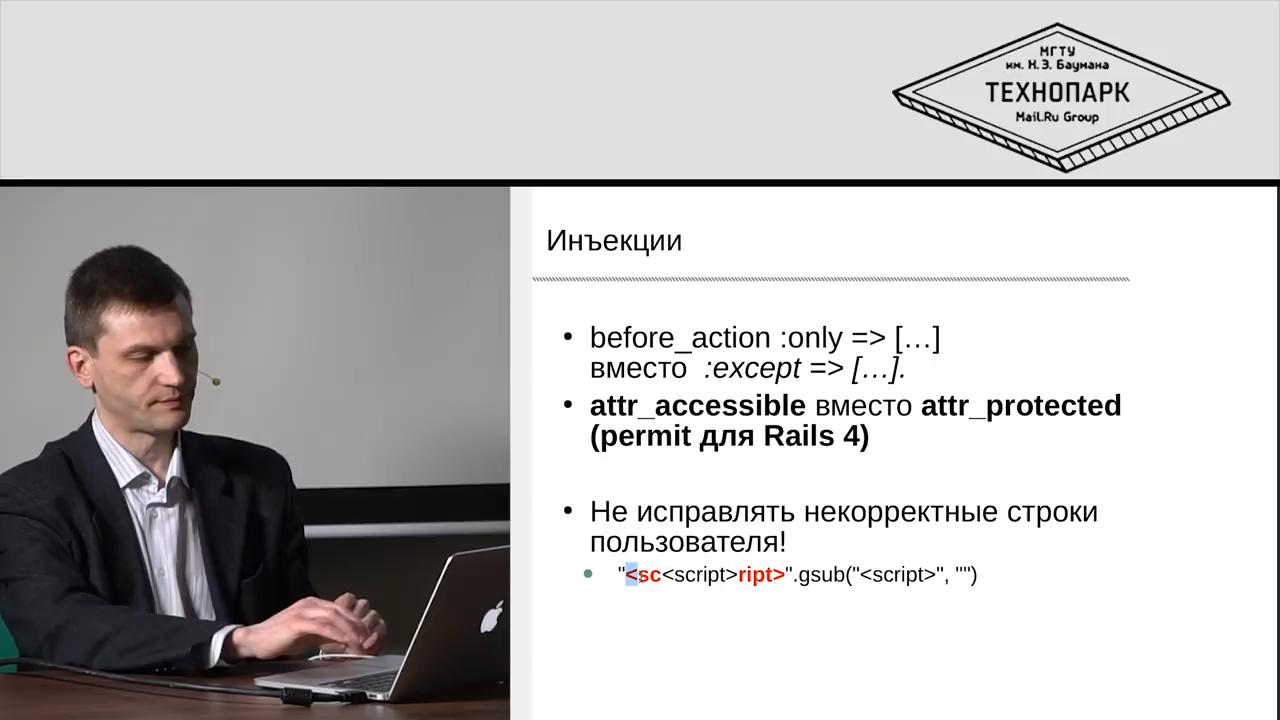 МГТУ
им. Н.Э. Баумана
ТЕХНОПАРК
Mail.Ru Group
Инъекции
• before_action :only => […]
вместо :except => […].
• attr_accessible вместо attr_protected
(permit для Rails 4)
• Не исправлять некорректные строки
пользователя!
• "<sc<script>ript>".gsub("<script>", "")